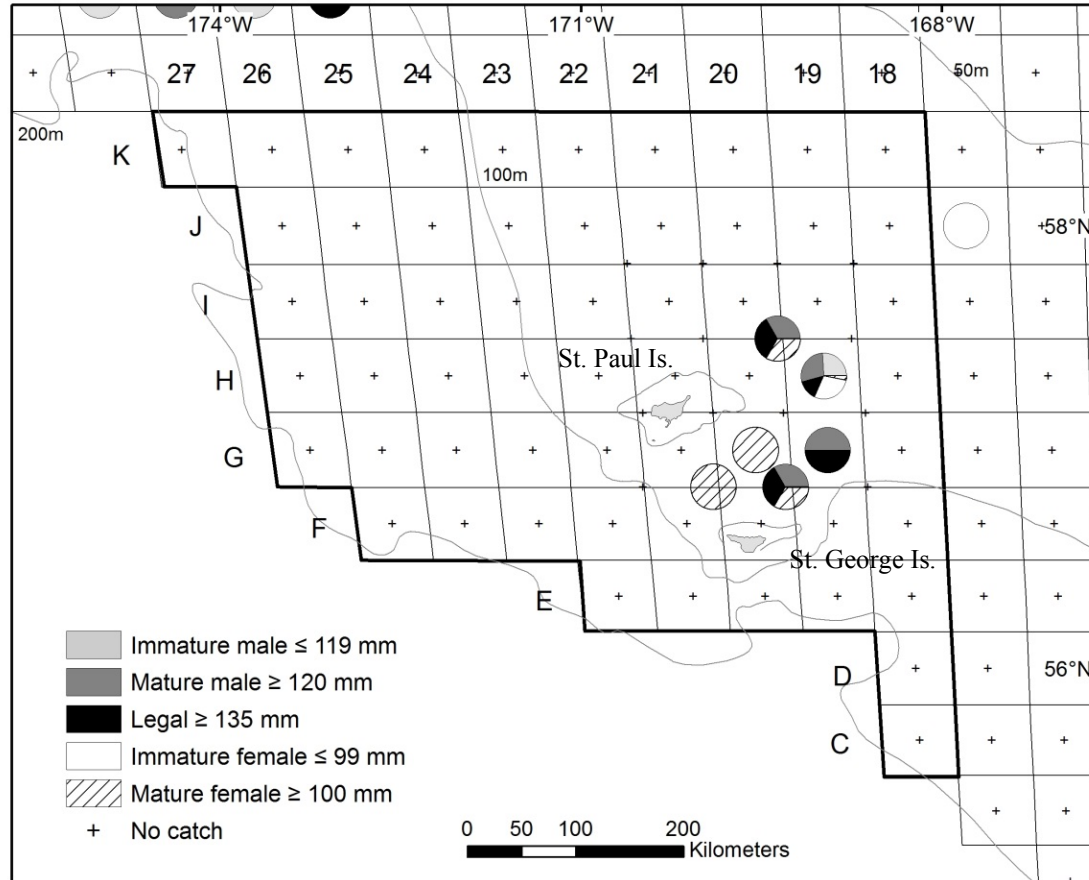 174°W
171°W
168°W
27
26
25
24
23
22
21
20
19
18
50m
200m
K
100m
J
58°N
I
St. Paul Is.
H
G
F
St. George Is.
E
Immature male ≤ 119 mm
D
56°N
Mature male ≥ 120 mm
Legal ≥ 135 mm
C
Immature female ≤ 99 mm
Mature female ≥ 100 mm
+ No catch
0 50 100 200
Kilometers